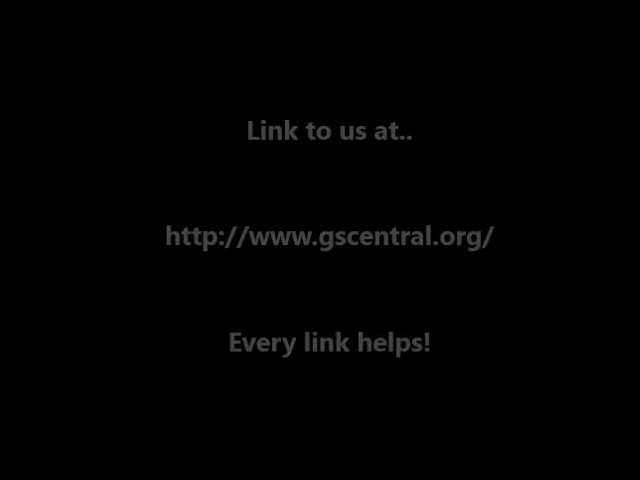 Link to us at..
http://www.gscentral.org/
Every link helps!